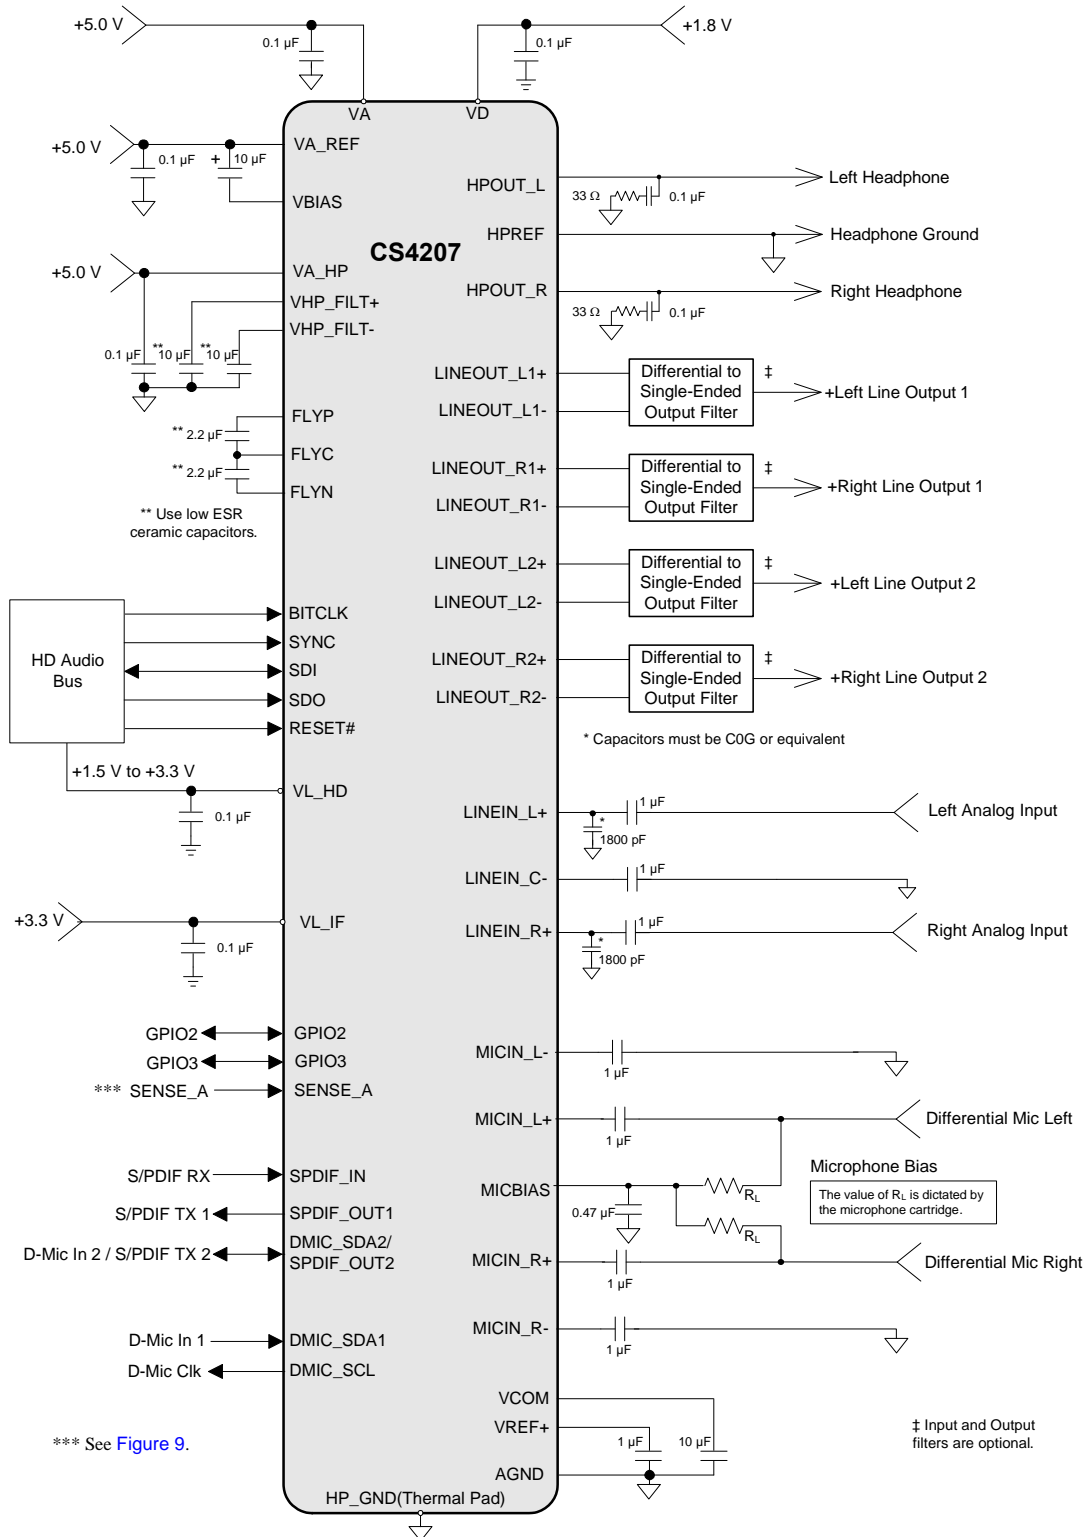 +5.0 V
0.1 µF
0.1 µF
+1.8 V
VA
VD
+5.0 V
0.1 µF
+ 10 µF
VA_REF
VBIAS
CS4207
HPOUT_L
33 Ω
0.1 µF
Left Headphone
HPREF
Headphone Ground
HPOUT_R
33 Ω
0.1 µF
Right Headphone
+5.0 V
VA_HP
VHP_FILT+
VHP_FILT-
0.1 µF
** 10 µF
** 10 µF
FLYP
** 2.2 µF
FLYC
** 2.2 µF
FLYN
** Use low ESR
ceramic capacitors.
LINEOUT_L1+
LINEOUT_L1-
Differential to
Single-Ended
Output Filter
‡
+Left Line Output 1
LINEOUT_R1+
LINEOUT_R1-
Differential to
Single-Ended
Output Filter
‡
+Right Line Output 1
LINEOUT_L2+
LINEOUT_L2-
Differential to
Single-Ended
Output Filter
‡
+Left Line Output 2
LINEOUT_R2+
LINEOUT_R2-
Differential to
Single-Ended
Output Filter
‡
+Right Line Output 2
* Capacitors must be C0G or equivalent
HD Audio
Bus
BITCLK
SYNC
SDI
SDO
RESET#
+1.5 V to +3.3 V
VL_HD
0.1 µF
+3.3 V
VL_IF
0.1 µF
LINEIN_L+
1 µF
*
1800 pF
Left Analog Input
LINEIN_C-
1 µF
LINEIN_R+
1 µF
*
1800 pF
Right Analog Input
GPIO2
GPIO2
GPIO3
GPIO3
*** SENSE_A
SENSE_A
MICIN_L-
1 µF
MICIN_L+
1 µF
Differential Mic Left
MICBIAS
0.47 µF
RL
RL
Microphone Bias
The value of RL is dictated by
the microphone cartridge.
MICIN_R+
1 µF
Differential Mic Right
MICIN_R-
1 µF
S/PDIF RX
SPDIF_IN
S/PDIF TX 1
SPDIF_OUT1
D-Mic In 2 / S/PDIF TX 2
DMIC_SDA2/
SPDIF_OUT2
D-Mic In 1
DMIC_SDA1
D-Mic Clk
DMIC_SCL
VCOM
VREF+
1 µF
10 µF
AGND
*** See Figure 9.
‡ Input and Output
filters are optional.
HP_GND(Thermal Pad)